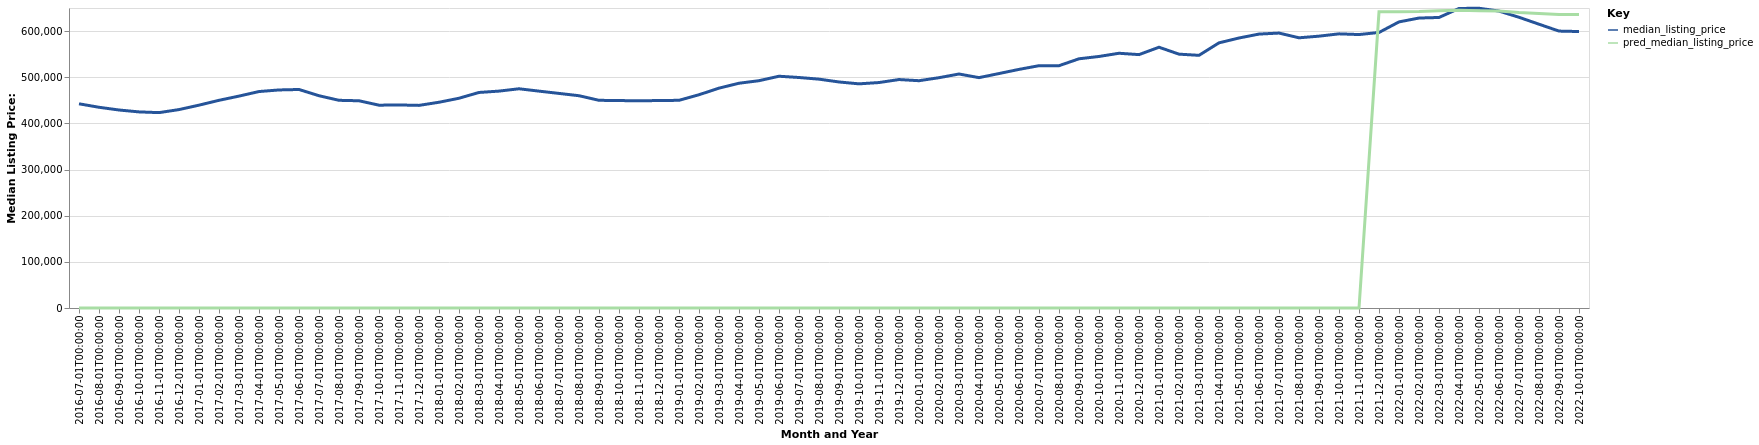 Key
median_listing_price
pred_median_listing_price
Median Listing Price:
600,000
500,000
400,000
300,000
200,000
100,000
0
2016-07-01T00:00:00
2016-08-01T00:00:00
2016-09-01T00:00:00
2016-10-01T00:00:00
2016-11-01T00:00:00
2016-12-01T00:00:00
2017-01-01T00:00:00
2017-02-01T00:00:00
2017-03-01T00:00:00
2017-04-01T00:00:00
2017-05-01T00:00:00
2017-06-01T00:00:00
2017-07-01T00:00:00
2017-08-01T00:00:00
2017-09-01T00:00:00
2017-10-01T00:00:00
2017-11-01T00:00:00
2017-12-01T00:00:00
2018-01-01T00:00:00
2018-02-01T00:00:00
2018-03-01T00:00:00
2018-04-01T00:00:00
2018-05-01T00:00:00
2018-06-01T00:00:00
2018-07-01T00:00:00
2018-08-01T00:00:00
2018-09-01T00:00:00
2018-10-01T00:00:00
2018-11-01T00:00:00
2018-12-01T00:00:00
2019-01-01T00:00:00
2019-02-01T00:00:00
2019-03-01T00:00:00
2019-04-01T00:00:00
2019-05-01T00:00:00
2019-06-01T00:00:00
2019-07-01T00:00:00
2019-08-01T00:00:00
2019-09-01T00:00:00
2019-10-01T00:00:00
2019-11-01T00:00:00
2019-12-01T00:00:00
2020-01-01T00:00:00
2020-02-01T00:00:00
2020-03-01T00:00:00
2020-04-01T00:00:00
2020-05-01T00:00:00
2020-06-01T00:00:00
2020-07-01T00:00:00
2020-08-01T00:00:00
2020-09-01T00:00:00
2020-10-01T00:00:00
2020-11-01T00:00:00
2020-12-01T00:00:00
2021-01-01T00:00:00
2021-02-01T00:00:00
2021-03-01T00:00:00
2021-04-01T00:00:00
2021-05-01T00:00:00
2021-06-01T00:00:00
2021-07-01T00:00:00
2021-08-01T00:00:00
2021-09-01T00:00:00
2021-10-01T00:00:00
2021-11-01T00:00:00
2021-12-01T00:00:00
2022-01-01T00:00:00
2022-02-01T00:00:00
2022-03-01T00:00:00
2022-04-01T00:00:00
2022-05-01T00:00:00
2022-06-01T00:00:00
2022-07-01T00:00:00
2022-08-01T00:00:00
2022-09-01T00:00:00
2022-10-01T00:00:00
Month and Year